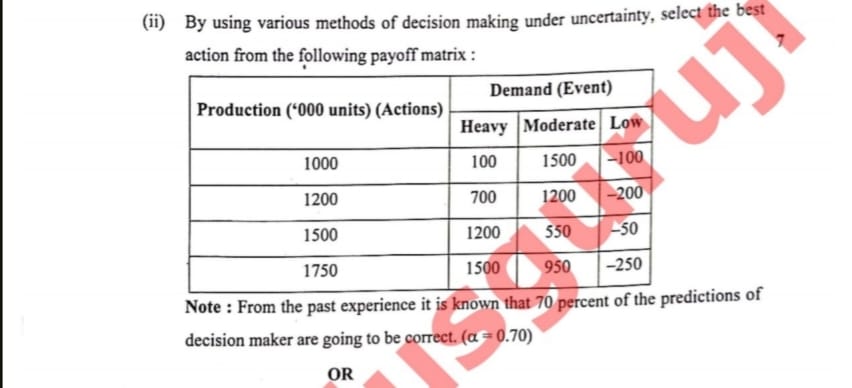 (ii) By using various methods of decision making under uncertainty, select the best
action from the following payoff matrix :
7
Production ('000 units) (Actions) Demand (Event)
Heavy Moderate Low
1000 100 1500 –100
1200 700 1200 –200
1500 1200 550 –50
1750 1500 950 –250
Note : From the past experience it is known that 70 percent of the predictions of
decision maker are going to be correct. (α = 0.70)
OR
usguruji